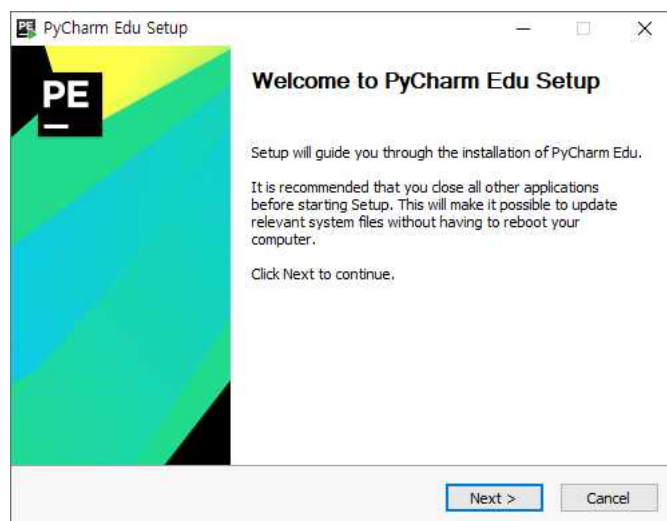 PyCharm Edu Setup
PE
Welcome to PyCharm Edu Setup
Setup will guide you through the installation of PyCharm Edu.
It is recommended that you close all other applications
before starting Setup. This will make it possible to update
relevant system files without having to reboot your
computer.
Click Next to continue.
Next >
Cancel